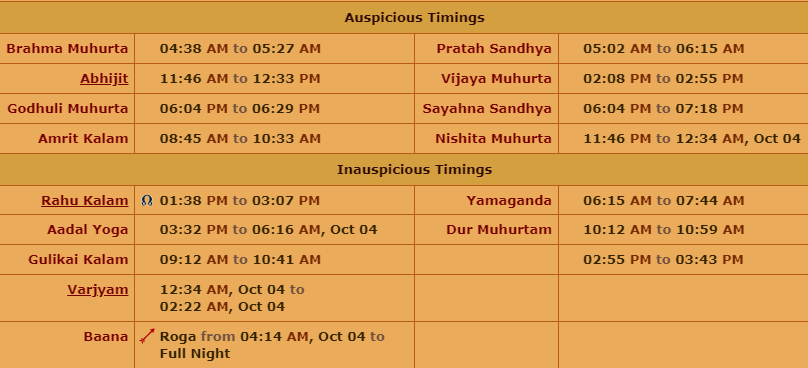 Auspicious Timings
Brahma Muhurta 04:38 AM to 05:27 AM Pratah Sandhya 05:02 AM to 06:15 AM
Abhijit 11:46 AM to 12:33 PM Vijaya Muhurta 02:08 PM to 02:55 PM
Godhuli Muhurta 06:04 PM to 06:29 PM Sayahna Sandhya 06:04 PM to 07:18 PM
Amrit Kalam 08:45 AM to 10:33 AM Nishita Muhurta 11:46 PM to 12:34 AM, Oct 04
Inauspicious Timings
Rahu Kalam 01:38 PM to 03:07 PM Yamaganda 06:15 AM to 07:44 AM
Aadal Yoga 03:32 PM to 06:16 AM, Oct 04 Dur Muhurtam 10:12 AM to 10:59 AM
Gulikai Kalam 09:12 AM to 10:41 AM 02:55 PM to 03:43 PM
Varjyam 12:34 AM, Oct 04 to
02:22 AM, Oct 04
Baana Roga from 04:14 AM, Oct 04 to
Full Night